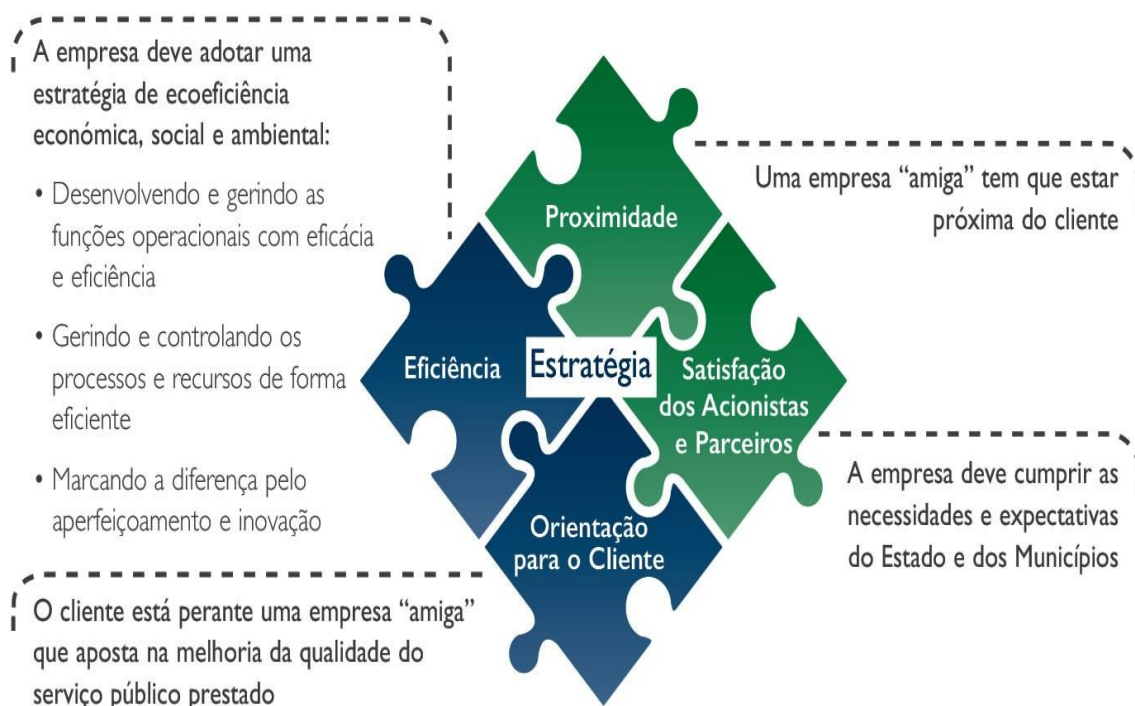 A empresa deve adotar uma
estratégia de ecoeficiência
económica, social e ambiental:
• Desenvolvendo e gerindo as
funções operacionais com eficácia
e eficiência
• Gerindo e controlando os
processos e recursos de forma
eficiente
• Marcando a diferença pelo
aperfeiçoamento e inovação
Proximidade
Uma empresa “amiga” tem que estar
próxima do cliente
Eficiência
Estratégia
Satisfação
dos Acionistas
e Parceiros
A empresa deve cumprir as
necessidades e expectativas
do Estado e dos Municípios
Orientação
para o Cliente
O cliente está perante uma empresa “amiga”
que aposta na melhoria da qualidade do
serviço público prestado